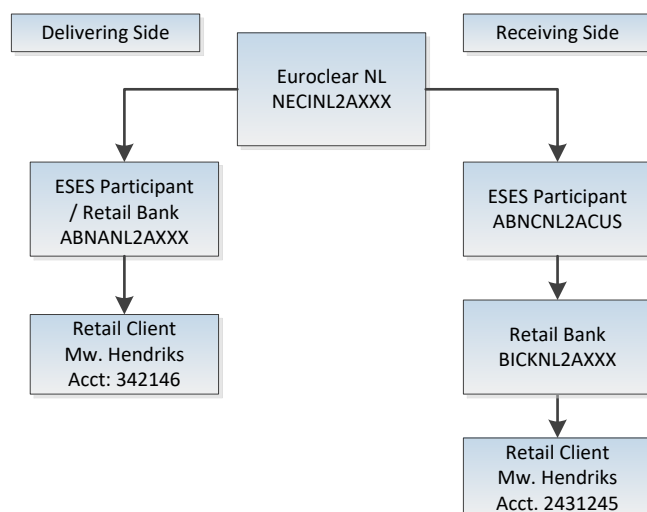 Delivering Side
Receiving Side
Euroclear NL
NECINL2AXXX
ESES Participant
/ Retail Bank
ABNANL2AXXX
ESES Participant
ABNCNL2ACUS
Retail Client
Mw. Hendriks
Acct: 342146
Retail Bank
BICKNL2AXXX
Retail Client
Mw. Hendriks
Acct. 2431245